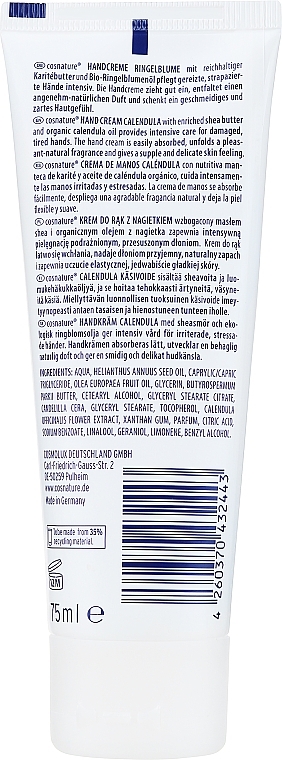 cosnature® HANDCREME RINGELBLUME mit reichhaltiger
Karitébutter und Bio-Ringelblumenöl pflegt gereizte, strapazier-
te Hände intensiv. Die Handcreme zieht gut ein, entfaltet einen
angenehm-natürlichen Duft und schenkt ein geschmeidiges und
zartes Hautgefühl.
cosnature® HAND CREAM CALENDULA with enriched shea butter
and organic calendula oil provides intensive care for damaged,
tired hands. The hand cream is easily absorbed, unfolds a pleas-
ant-natural fragrance and gives a supple and delicate skin feeling.
cosnature® CREMA DE MANOS CALÉNDULA con nutritiva man-
teca de karité y aceite de caléndula orgánico, cuida intensamen-
te las manos irritadas y estresadas. La crema de manos se absorbe
fácilmente, despliega una agradable fragancia natural y deja la piel
flexible y suave.
cosnature® KREM DO RĄK Z NAGIETKIEM wzbogacony masłem
shea i organicznym olejem z nagietka zapewnia intensywną
pielęgnację podrażnionym, przesuszonym dłoniom. Krem do rąk
łatwo się wchłania, nadaje dłoniom przyjemny, naturalny zapach
i zapewnia uczucie elastycznej, jedwabiście gładkiej skóry.
cosnature® CALENDULA KÄSIVOIDE sisältää sheavoita ja luo-
mukehäkukkaöljyä, ja se hoitaa tehokkaasti ärtyneitä, väsyne-
itä käsiä. Miellyttävän luonnollisen tuoksuinen käsivoide imey-
tyy nopeasti antaen tasaisen ja hienostuneen tunteen iholle.
cosnature® HANDKRÄM CALENDULA med sheasmör och eko-
logisk ringblomsolja ger intensiv vård för irriterade, stressa-
de händer. Handkrämen absorberas lätt, utvecklar en behaglig
naturlig doft och ger en smidig och delikat hudkänsla.
INGREDIENTS: AQUA, HELIANTHUS ANNUUS SEED OIL, CAPRYLIC/CAPRIC
TRIGLYCERIDE, OLEA EUROPAEA FRUIT OIL, GLYCERIN, BUTYROSPERMUM
PARKII BUTTER, CETEARYL ALCOHOL, GLYCERYL STEARATE CITRATE,
CANDELILLA CERA, GLYCERYL STEARATE, TOCOPHEROL, CALENDULA
OFFICINALIS FLOWER EXTRACT, XANTHAN GUM, PARFUM, CITRIC ACID,
SODIUM BENZOATE, LINALOOL, GERANIOL, LIMONENE, BENZYL ALCOHOL.
COSMOLUX DEUTSCHLAND GMBH
Carl-Friedrich-Gauss-Str. 2
DE-50259 Pulheim
www.cosnature.de
Made in Germany
Tube made from 35%
recycling material.
12M
75ml e
4 260370 432443